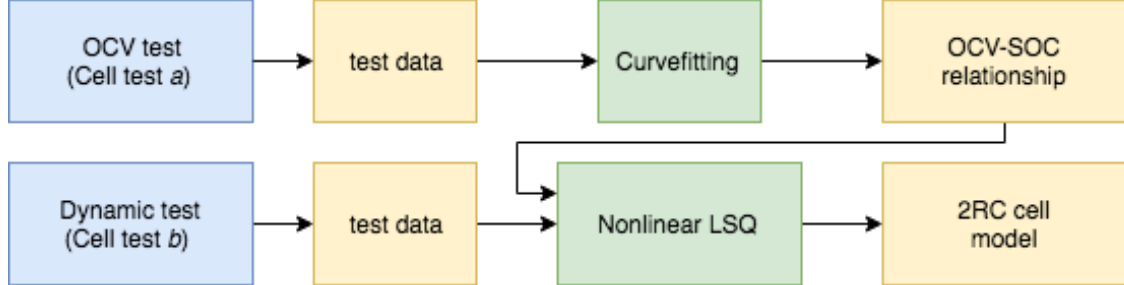 OCV test
(Cell test a)
test data
Curvefitting
OCV-SOC
relationship
Dynamic test
(Cell test b)
test data
Nonlinear LSQ
2RC cell
model